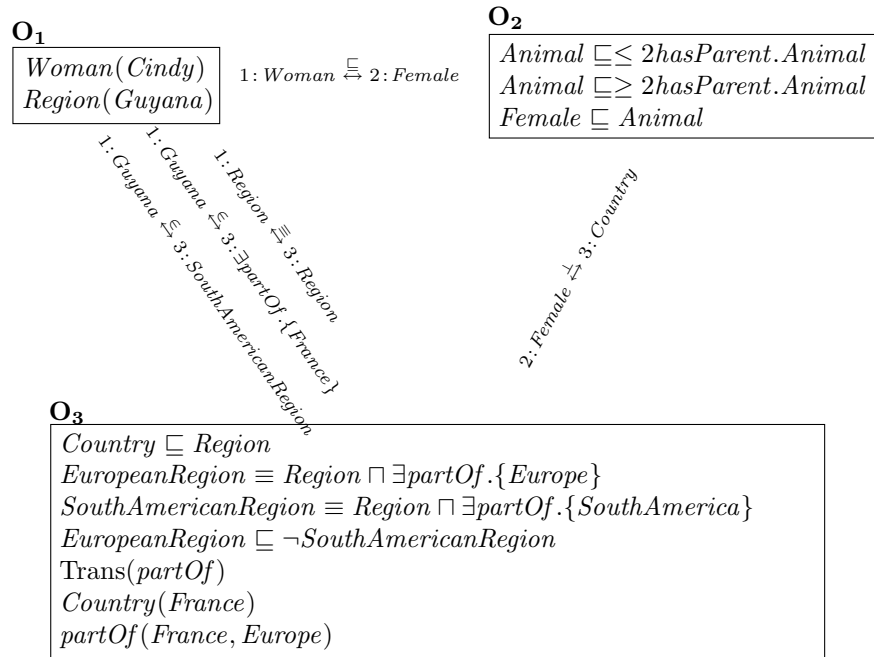 O₁
Woman(Cindy)
Region(Guyana)
1: Woman ⊑↔ 2: Female
O₂
Animal ⊑≤ 2hasParent.Animal
Animal ⊑≥ 2hasParent.Animal
Female ⊑ Animal
1: Guyana ∈↔ 3: SouthAmericanRegion
1: Guyana ∈↔ 3: ∃partOf.{France}
1: Region ≡↔ 3: Region
2: Female ⊥↔ 3: Country
O₃
Country ⊑ Region
EuropeanRegion ≡ Region ⊓ ∃partOf.{Europe}
SouthAmericanRegion ≡ Region ⊓ ∃partOf.{SouthAmerica}
EuropeanRegion ⊑ ¬SouthAmericanRegion
Trans(partOf)
Country(France)
partOf(France, Europe)